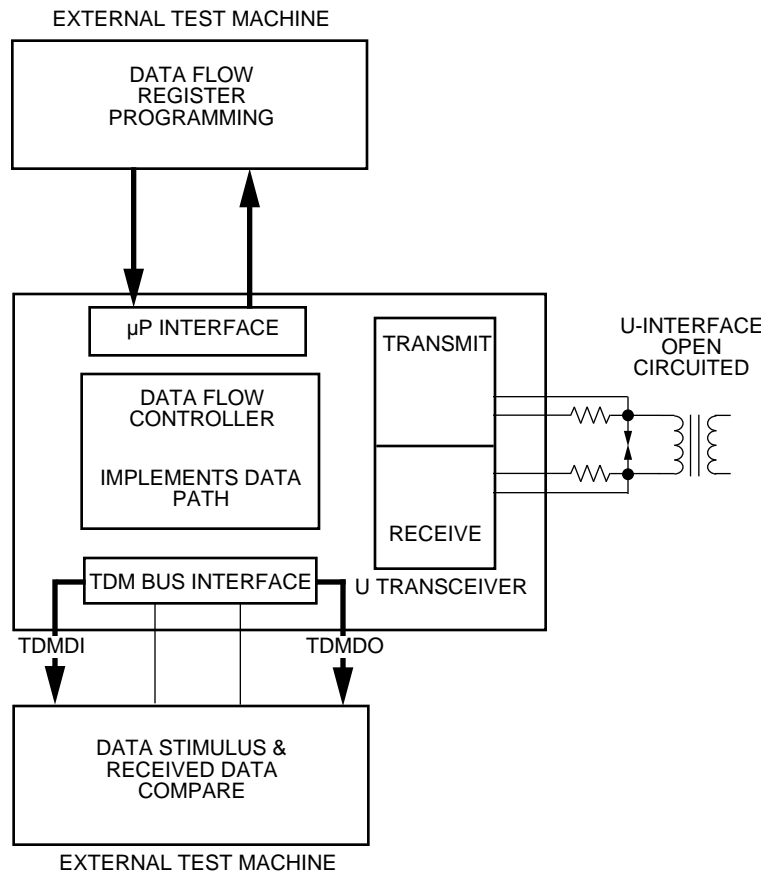 EXTERNAL TEST MACHINE
DATA FLOW
REGISTER
PROGRAMMING
µP INTERFACE
TRANSMIT
U-INTERFACE
OPEN
CIRCUITED
DATA FLOW
CONTROLLER
IMPLEMENTS DATA
PATH
RECEIVE
TDM BUS INTERFACE
U TRANSCEIVER
TDMDI
TDMDO
DATA STIMULUS &
RECEIVED DATA
COMPARE
EXTERNAL TEST MACHINE